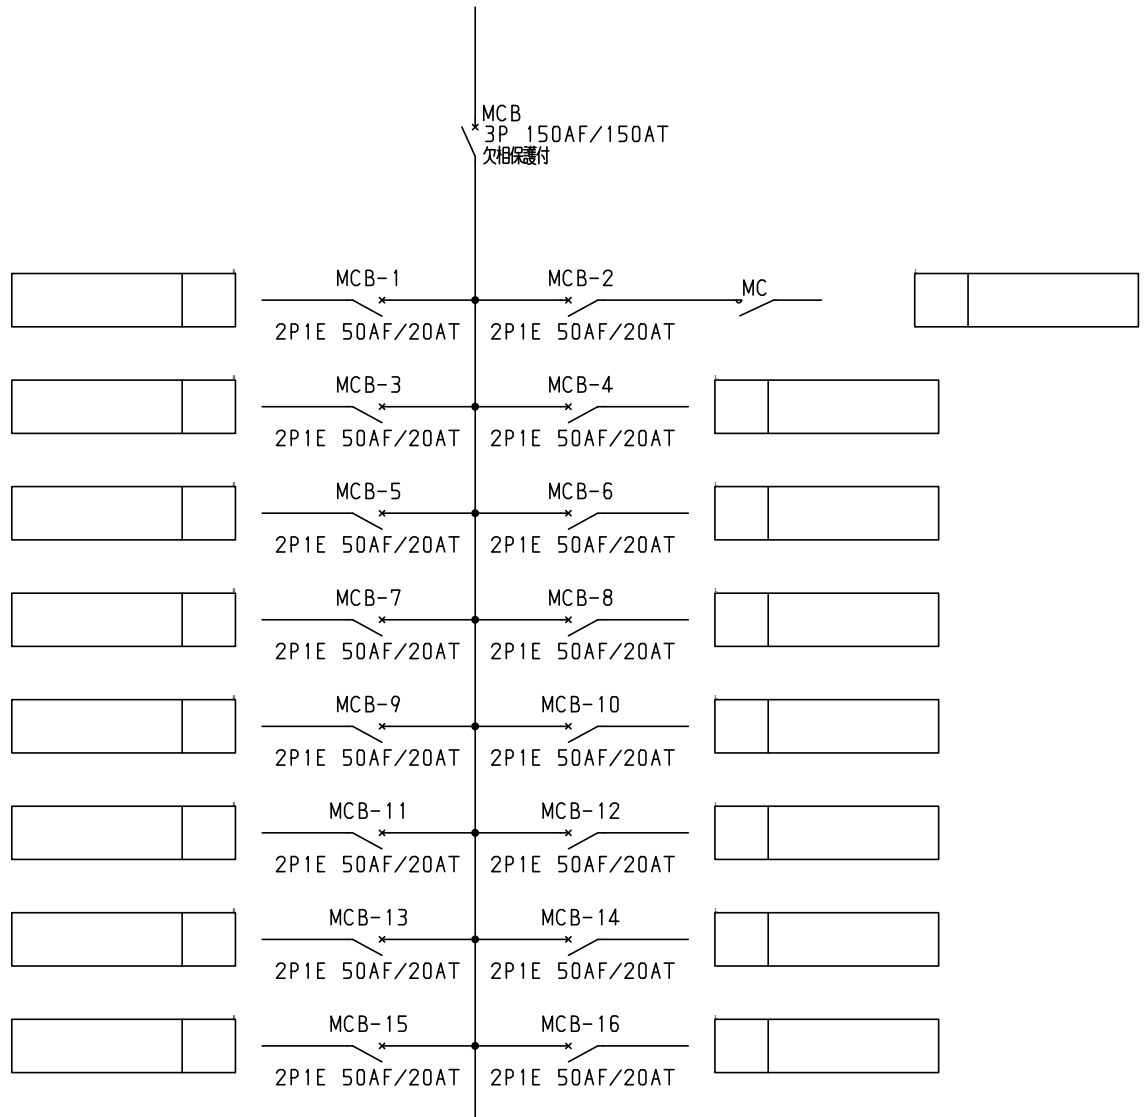 MCB
3P 150AF/150AT
欠相保護付
MCB-1
MCB-2
MC
2P1E 50AF/20AT
2P1E 50AF/20AT
MCB-3
MCB-4
2P1E 50AF/20AT
2P1E 50AF/20AT
MCB-5
MCB-6
2P1E 50AF/20AT
2P1E 50AF/20AT
MCB-7
MCB-8
2P1E 50AF/20AT
2P1E 50AF/20AT
MCB-9
MCB-10
2P1E 50AF/20AT
2P1E 50AF/20AT
MCB-11
MCB-12
2P1E 50AF/20AT
2P1E 50AF/20AT
MCB-13
MCB-14
2P1E 50AF/20AT
2P1E 50AF/20AT
MCB-15
MCB-16
2P1E 50AF/20AT
2P1E 50AF/20AT